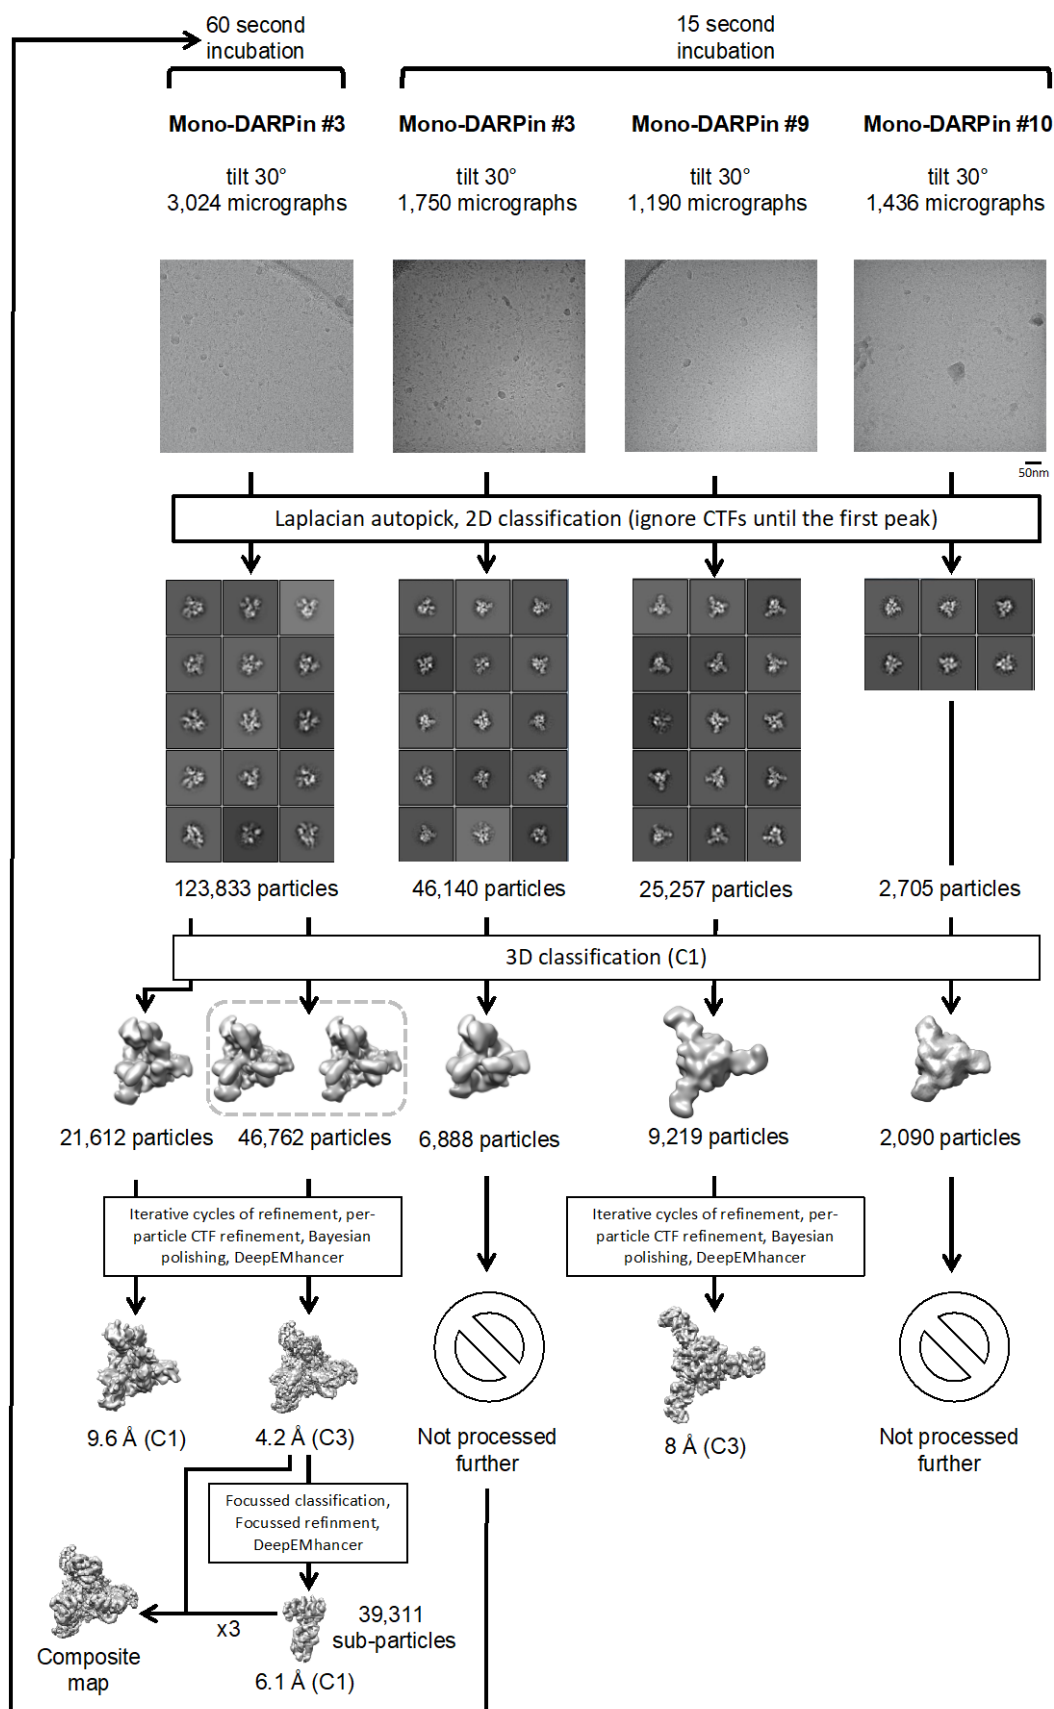 60 second
incubation
15 second
incubation
Mono-DARPin #3
Mono-DARPin #3
Mono-DARPin #9
Mono-DARPin #10
tilt 30°
3,024 micrographs
tilt 30°
1,750 micrographs
tilt 30°
1,190 micrographs
tilt 30°
1,436 micrographs
50nm
Laplacian autopick, 2D classification (ignore CTFs until the first peak)
123,833 particles
46,140 particles
25,257 particles
2,705 particles
3D classification (C1)
21,612 particles
46,762 particles
6,888 particles
9,219 particles
2,090 particles
Iterative cycles of refinement, per-
particle CTF refinement, Bayesian
polishing, DeepEMhancer
Iterative cycles of refinement, per-
particle CTF refinement, Bayesian
polishing, DeepEMhancer
9.6 Å (C1)
4.2 Å (C3)
Not processed
further
8 Å (C3)
Not processed
further
Focussed classification,
Focussed refinment,
DeepEMhancer
x3
39,311
sub-particles
Composite
map
6.1 Å (C1)